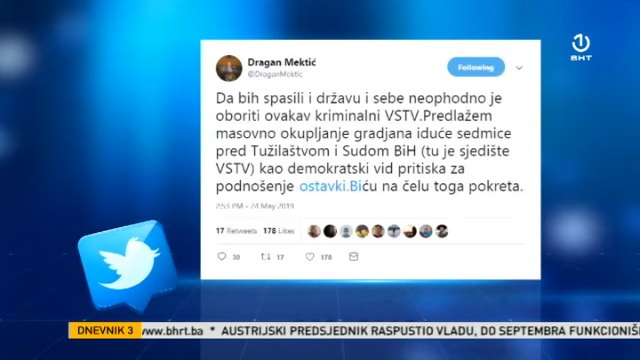 BHT
Dragan Mektić
@DraganMektic
Following
Da bih spasili i državu i sebe neophodno je
oboriti ovakav kriminalni VSTV.Predlažem
masovno okupljanje gradjana iduće sedmice
pred Tužilaštvom i Sudom BiH (tu je sjedište
VSTV) kao demokratski vid pritiska za
podnošenje ostavki.Biću na čelu toga pokreta.
2:53 PM - 24 May 2019
17 Retweets 178 Likes
30 17 178
DNEVNIK 3 www.bhrt.ba * AUSTRIJSKI PREDSJEDNIK RASPUSTIO VLADU, DO SEPTEMBRA FUNKCIONIŠ